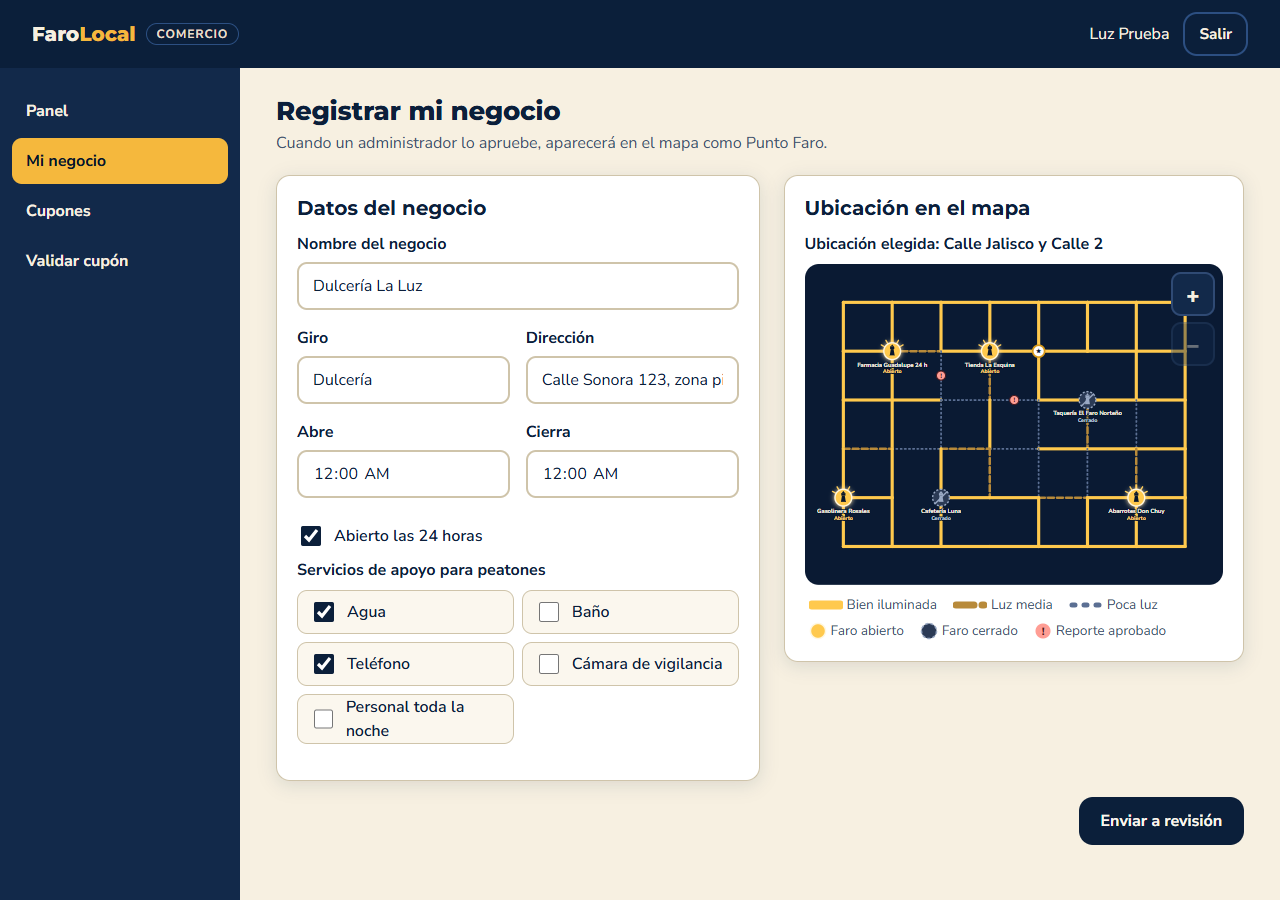 FaroLocal COMERCIO
Luz Prueba
Salir
Panel
Mi negocio
Cupones
Validar cupón
Registrar mi negocio
Cuando un administrador lo apruebe, aparecerá en el mapa como Punto Faro.
Datos del negocio
Nombre del negocio
Dulcería La Luz
Giro
Dirección
Dulcería
Calle Sonora 123, zona pi
Abre
Cierra
12:00 AM
12:00 AM
Abierto las 24 horas
Servicios de apoyo para peatones
Agua
Baño
Teléfono
Cámara de vigilancia
Personal toda la
noche
Ubicación en el mapa
Ubicación elegida: Calle Jalisco y Calle 2
+
−
Farmacia Guadalupe 24 h
Abierto
Tienda La Esquina
Abierto
Taquería El Faro Norteño
Cerrado
Gasolinera Rosales
Abierto
Cafetería Luna
Cerrado
Abarrotes Don Chuy
Abierto
Bien iluminada
Luz media
Poca luz
Faro abierto
Faro cerrado
! Reporte aprobado
Enviar a revisión